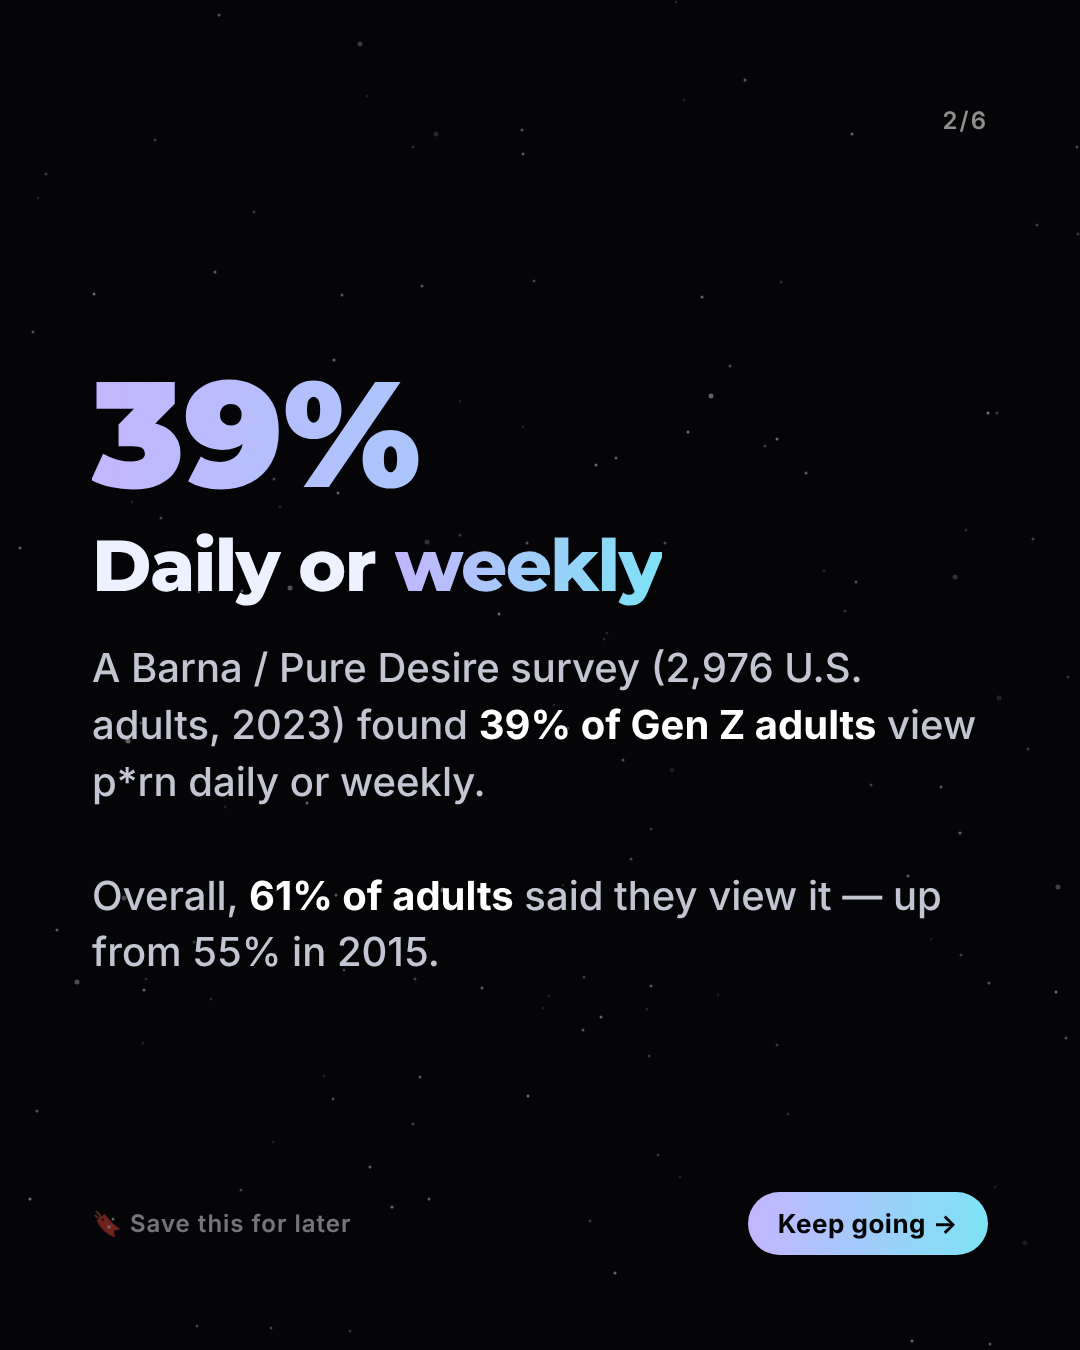 2/6
39%
Daily or weekly
A Barna / Pure Desire survey (2,976 U.S.
adults, 2023) found 39% of Gen Z adults view
p*rn daily or weekly.
Overall, 61% of adults said they view it — up
from 55% in 2015.
🔖 Save this for later
Keep going →